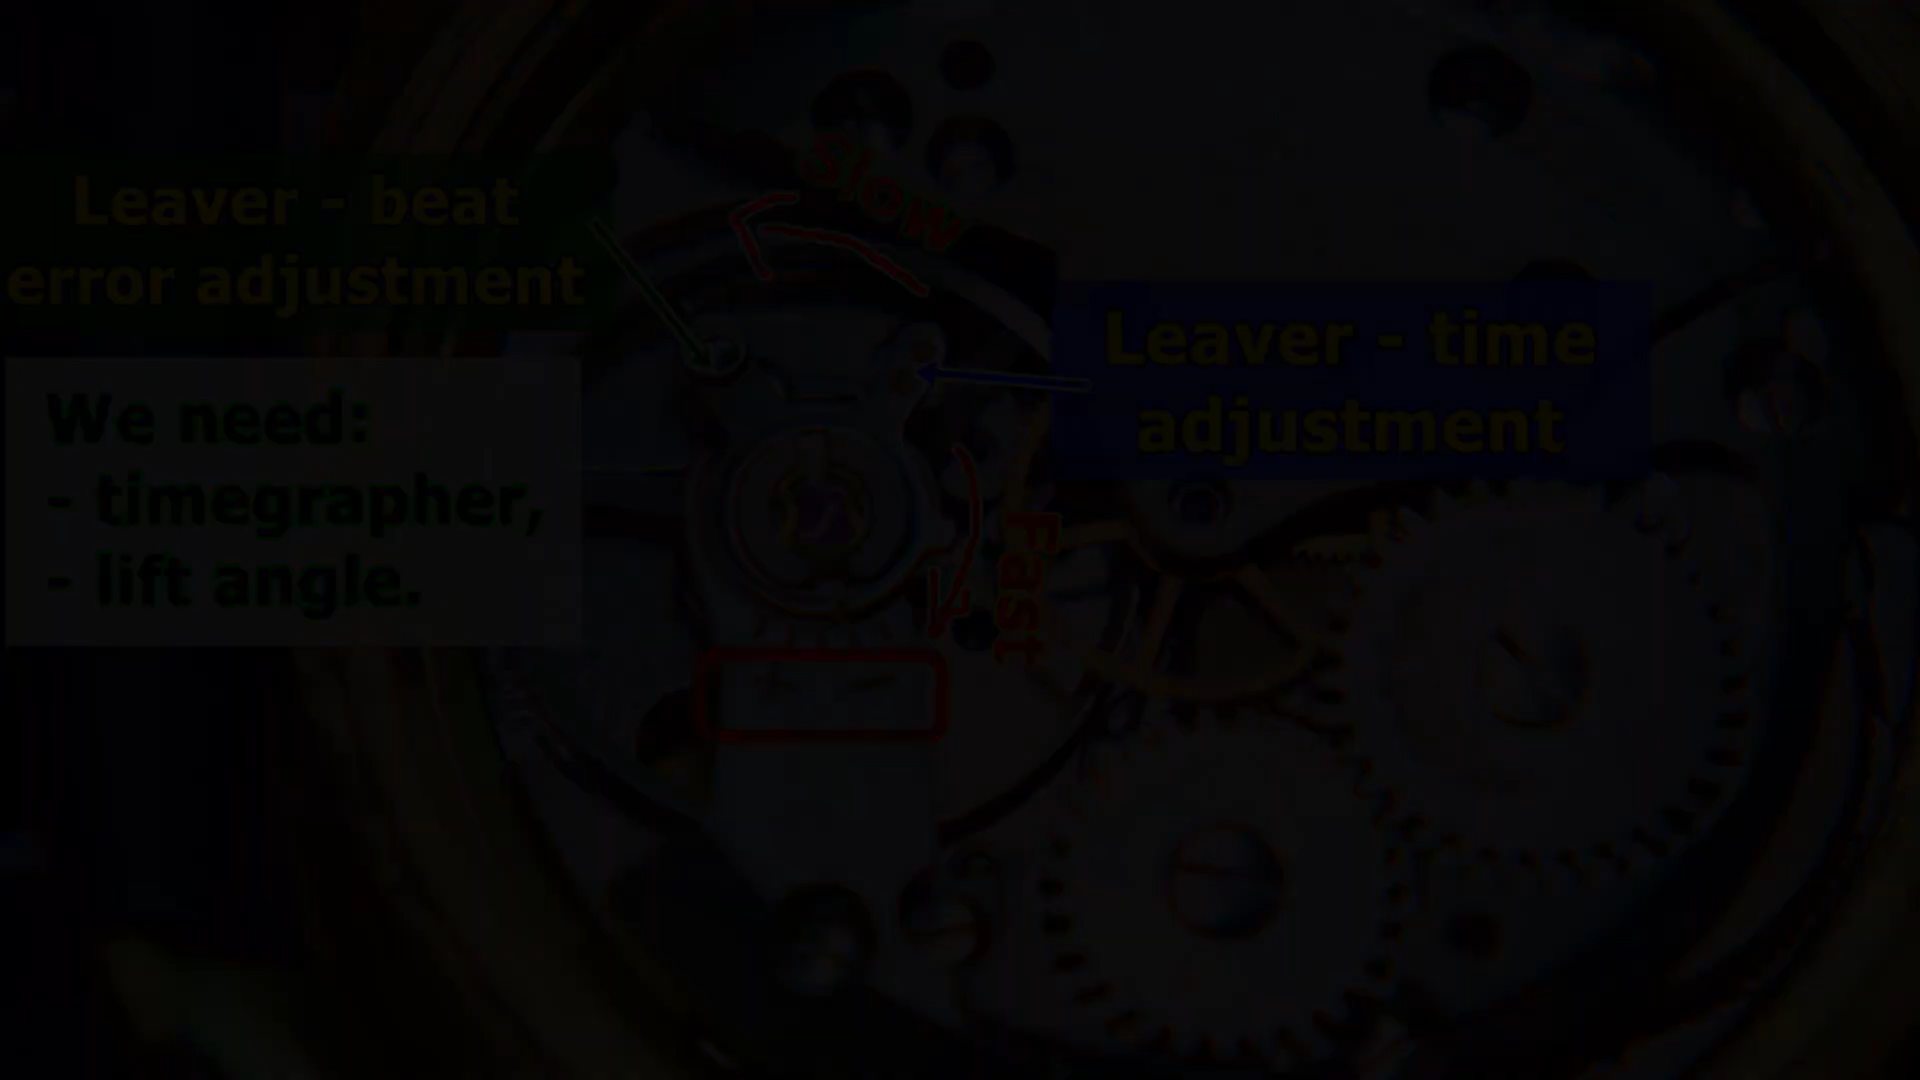 Slow
Leaver - beat
error adjustment
Leaver - time
adjustment
We need:
- timegrapher,
- lift angle.
Fast
+ -